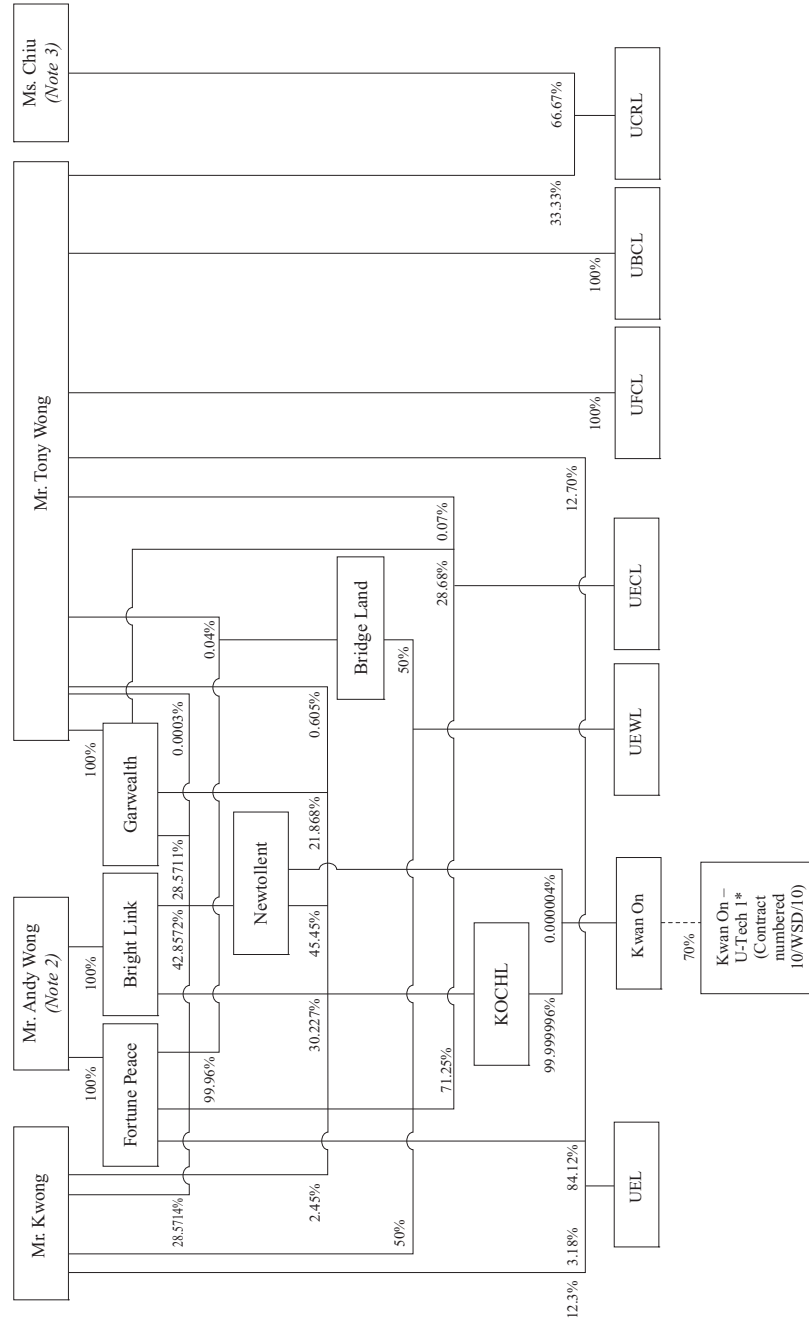 Mr. Kwong
Mr. Andy Wong
(Note 2)
Mr. Tony Wong
Ms. Chiu
(Note 3)
100%
100%
100%
Fortune Peace
Bright Link
Garwealth
28.5714%
42.8572%
28.5711%
0.0003%
99.96%
0.04%
Newtollent
2.45%
30.227%
45.45%
21.868%
0.605%
Bridge Land
50%
50%
KOCHL
71.25%
28.68%
0.07%
99.999996%
0.000004%
12.3%
3.18%
84.12%
12.70%
100%
100%
33.33%
66.67%
UEL
Kwan On
UEWL
UECL
UFCL
UBCL
UCRL
70%
Kwan On –
U-Tech 1*
(Contract
numbered
10/WSD/10)